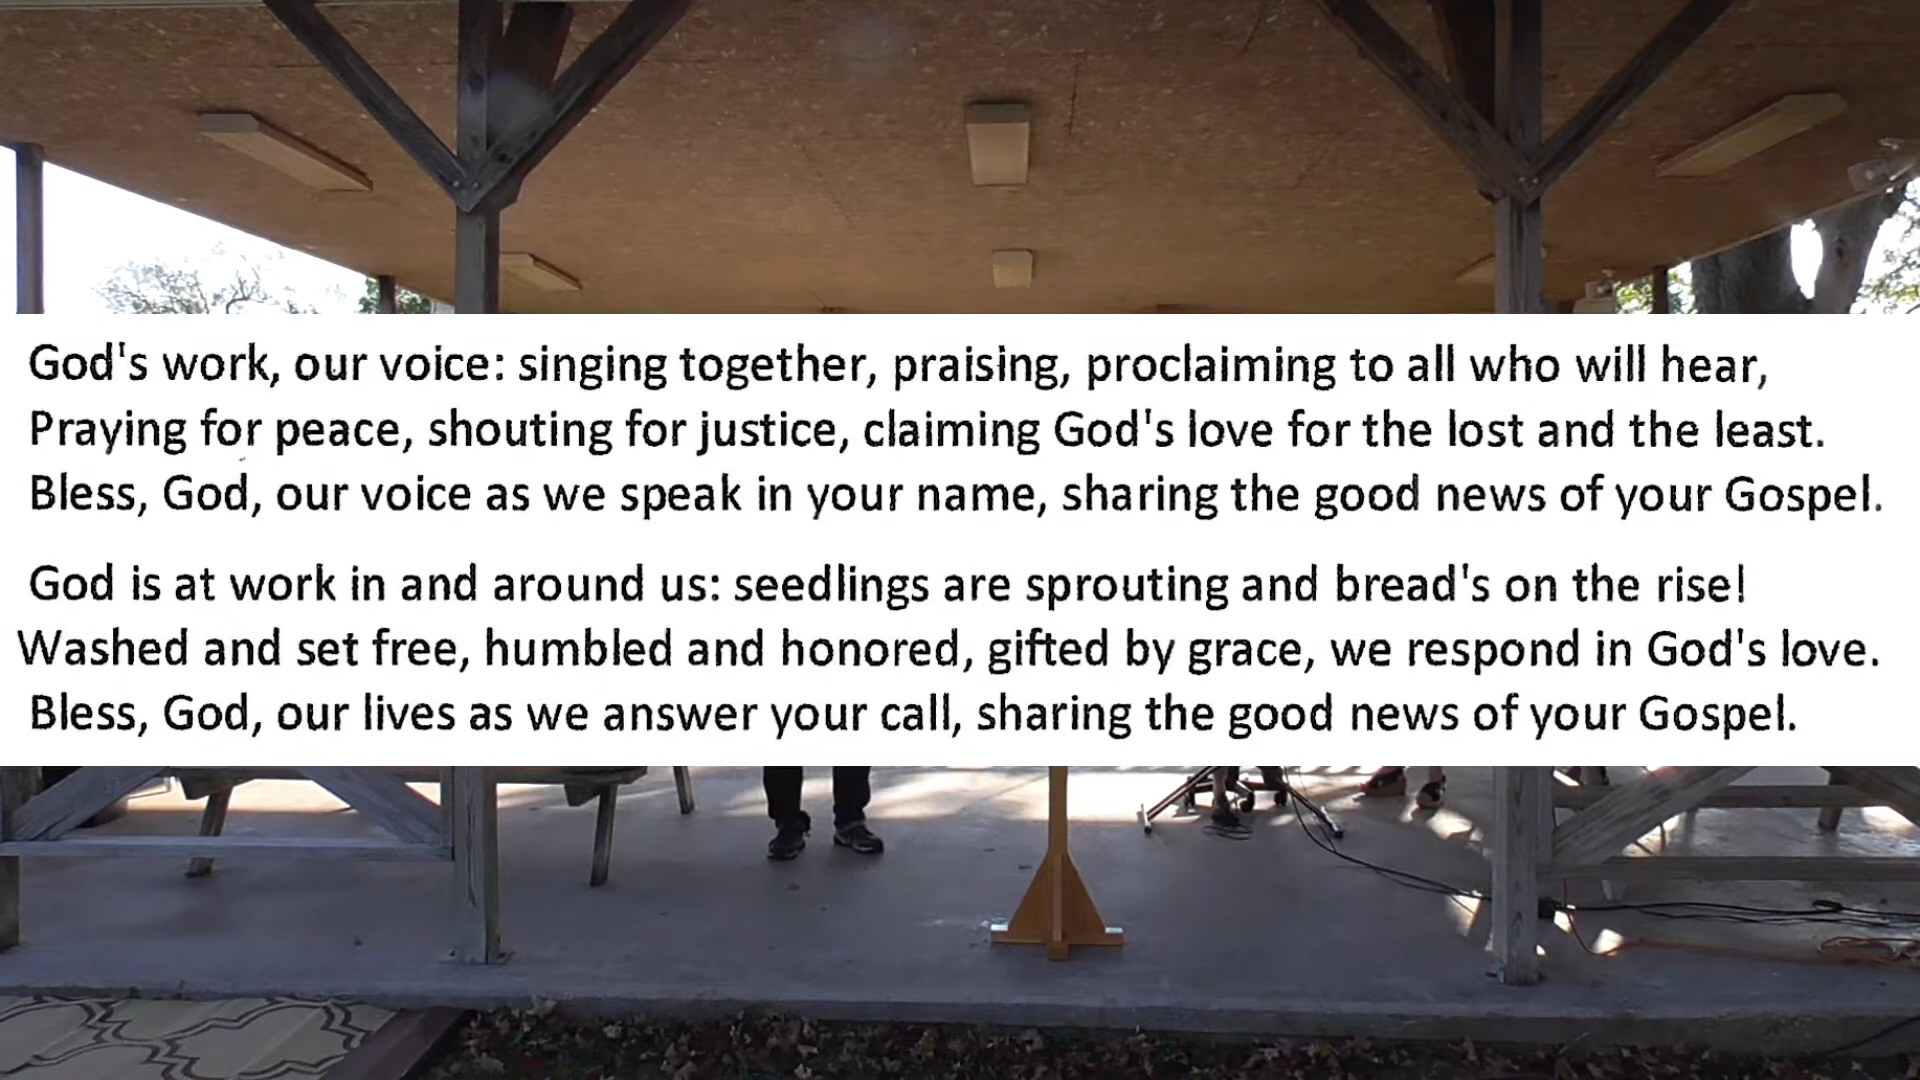 God's work, our voice: singing together, praising, proclaiming to all who will hear,
Praying for peace, shouting for justice, claiming God's love for the lost and the least.
Bless, God, our voice as we speak in your name, sharing the good news of your Gospel.
God is at work in and around us: seedlings are sprouting and bread's on the rise!
Washed and set free, humbled and honored, gifted by grace, we respond in God's love.
Bless, God, our lives as we answer your call, sharing the good news of your Gospel.